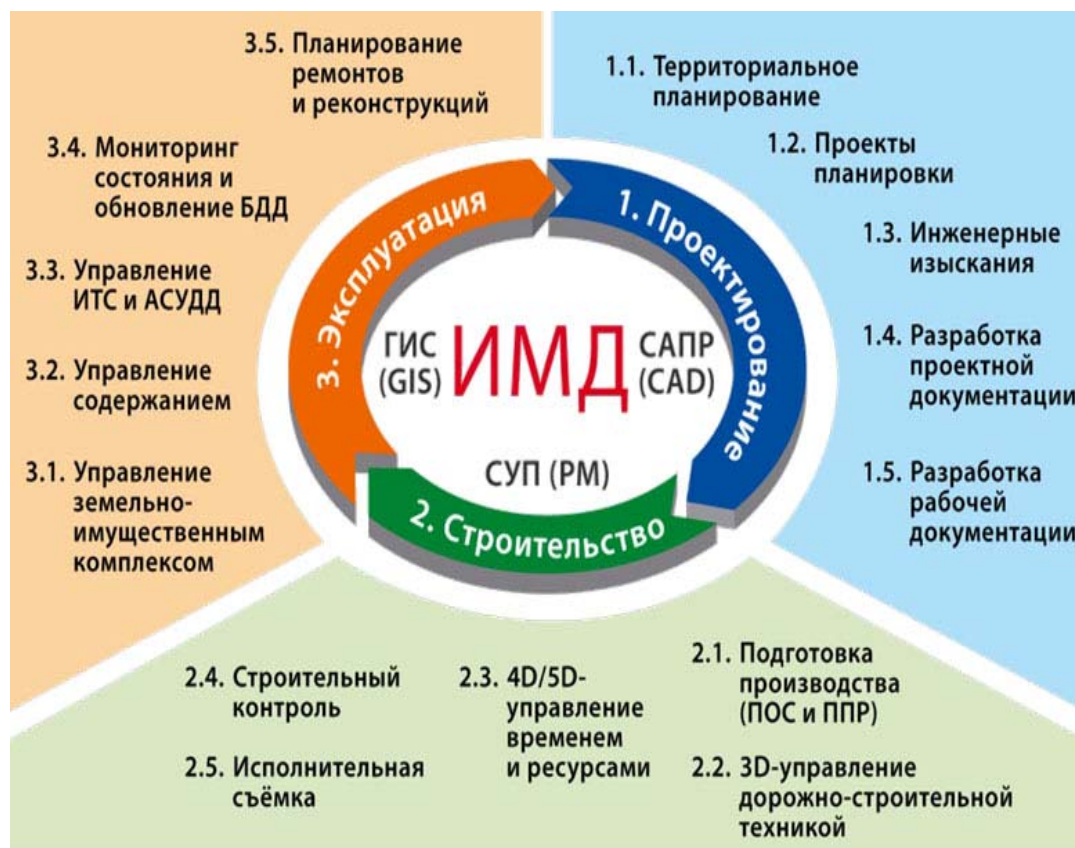 3.5. Планирование
ремонтов
и реконструкций
3.4. Мониторинг
состояния и
обновление БДД
3.3. Управление
ИТС и АСУДД
3.2. Управление
содержанием
3.1. Управление
земельно-
имущественным
комплексом
1.1. Территориальное
планирование
1.2. Проекты
планировки
1.3. Инженерные
изыскания
1.4. Разработка
проектной
документации
1.5. Разработка
рабочей
документации
3. Эксплуатация
1. Проектирование
2. Строительство
ГИС
(GIS)
ИМД
САПР
(CAD)
СУП (PM)
2.4. Строительный
контроль
2.5. Исполнительная
съёмка
2.3. 4D/5D-
управление
временем
и ресурсами
2.1. Подготовка
производства
(ПОС и ППР)
2.2. 3D-управление
дорожно-строительной
техникой